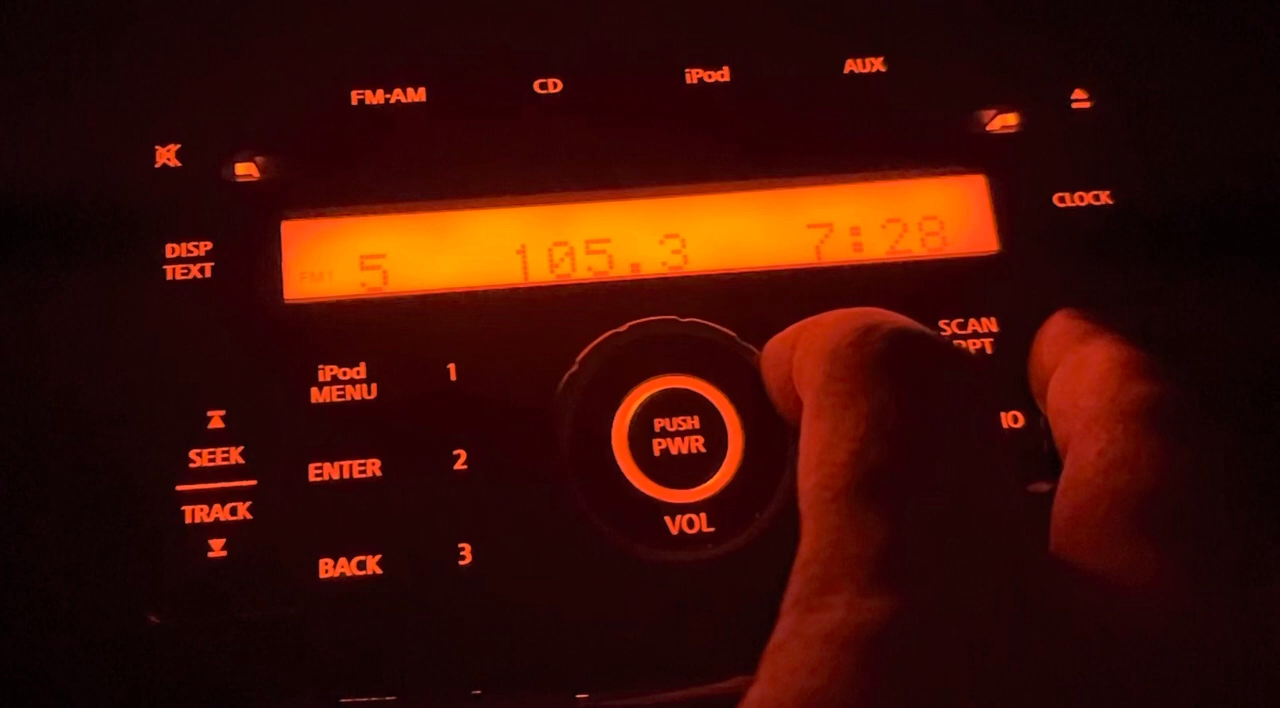 FM-AM
CD
iPod
AUX
DISP
TEXT
CLOCK
FM1 5 105.3 7:28
SCAN
iPod
MENU
1
SEEK
TRACK
ENTER
2
BACK
3
PUSH
PWR
VOL